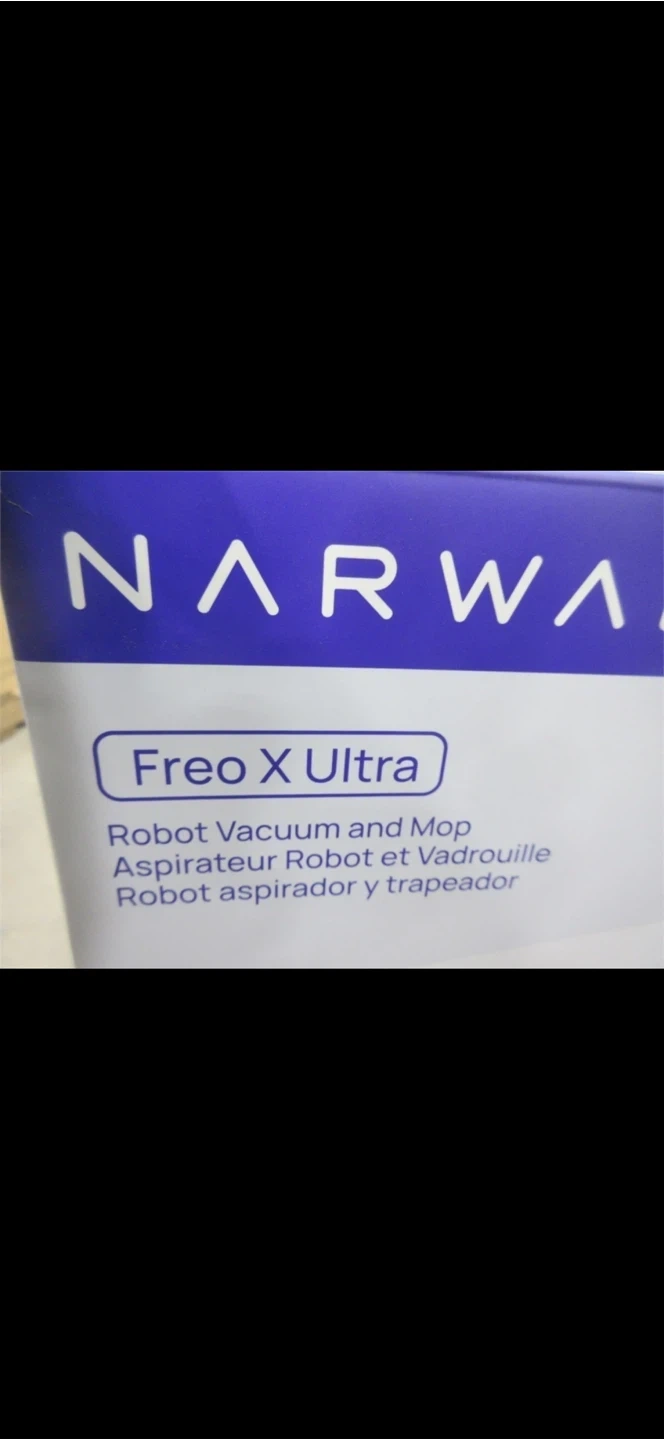 NARWA
Freo X Ultra
Robot Vacuum and Mop
Aspirateur Robot et Vadrouille
Robot aspirador y trapeador